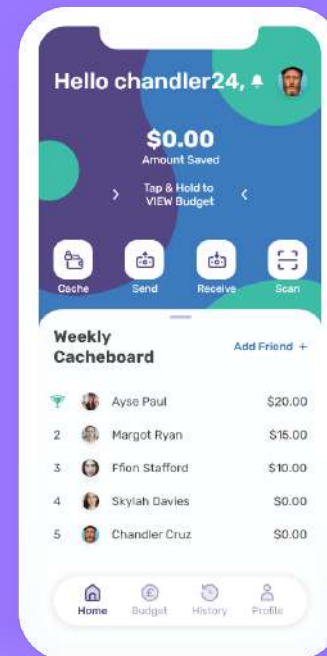 Hello chandler24,
$0.00
Amount Saved
Tap & Hold to
VIEW Budget
Cache Send Receive Scan
Weekly
Cacheboard
Add Friend +
Ayse Paul $20.00
2 Margot Ryan $15.00
3 Ffion Stafford $10.00
4 Skylah Davies $0.00
5 Chandler Cruz $0.00
Home Budget History Profile